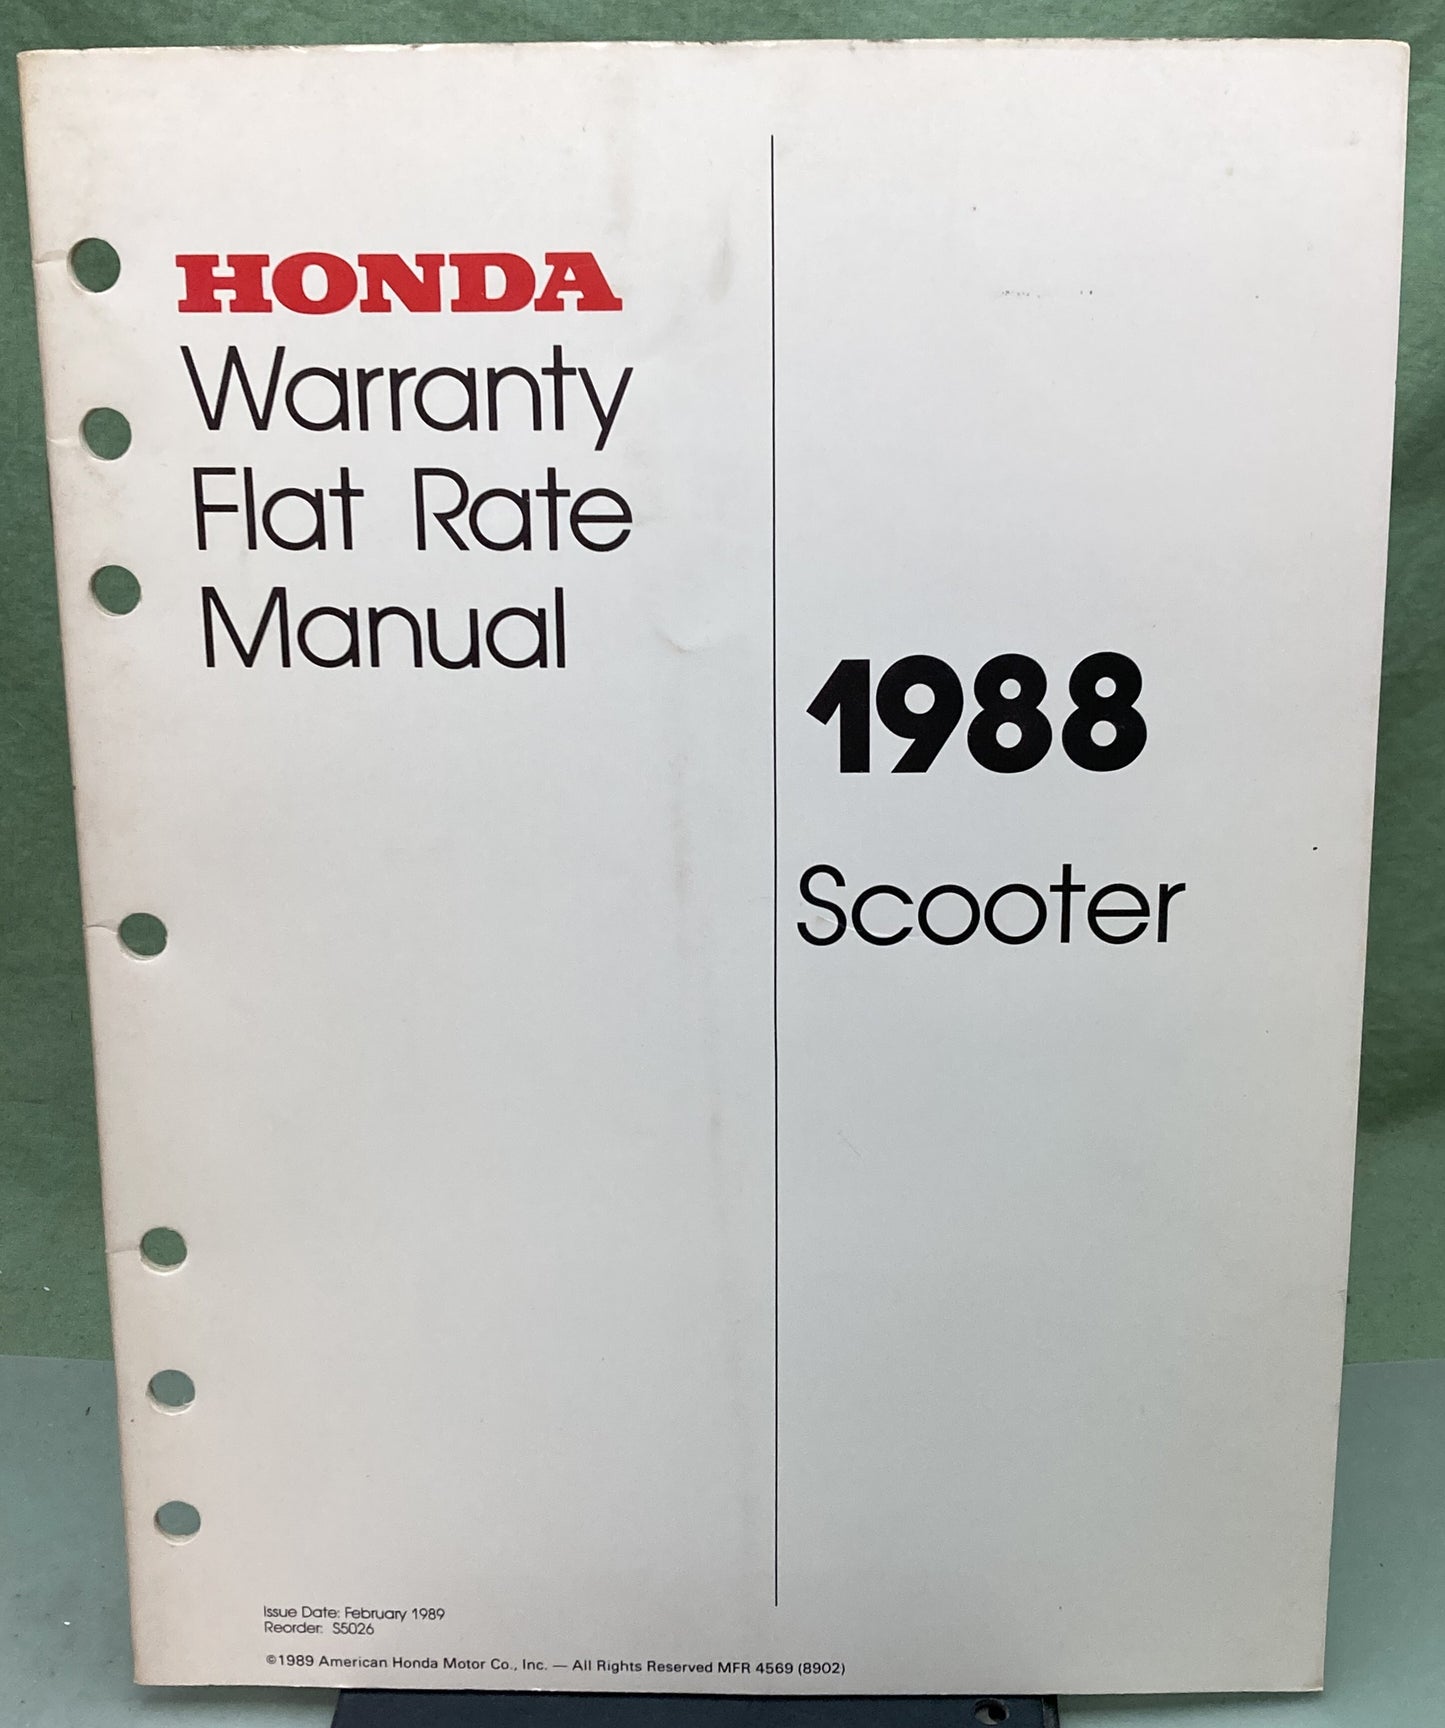 HONDA
Warranty
Flat Rate
Manual
1988
Scooter
Issue Date: February 1989
Reorder: S5026
©1989 American Honda Motor Co., Inc. — All Rights Reserved MFR 4569 (8902)